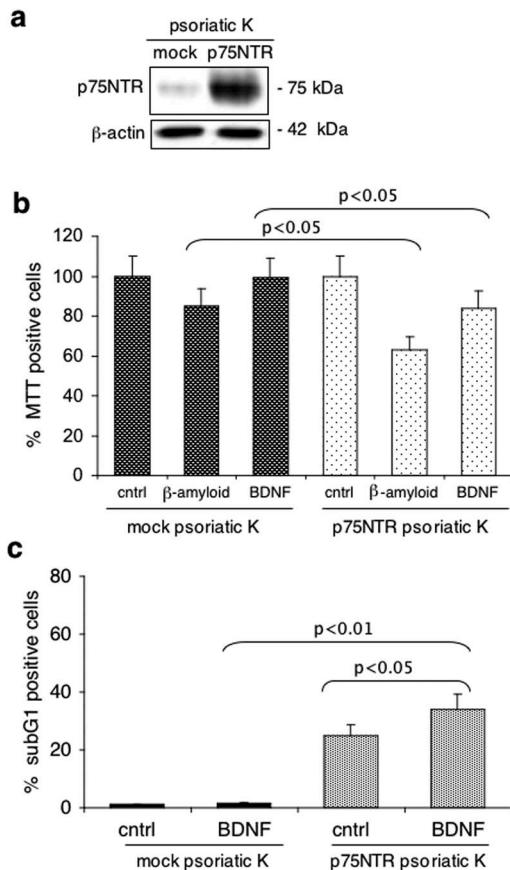 a
psoriatic K
mock p75NTR
p75NTR - 75 kDa
β-actin - 42 kDa
b
p<0.05
p<0.05
120
100
80
60
40
20
0
% MTT positive cells
cntrl β-amyloid BDNF cntrl β-amyloid BDNF
mock psoriatic K p75NTR psoriatic K
c
80
60
40
20
0
% subG1 positive cells
p<0.01
p<0.05
cntrl BDNF cntrl BDNF
mock psoriatic K p75NTR psoriatic K